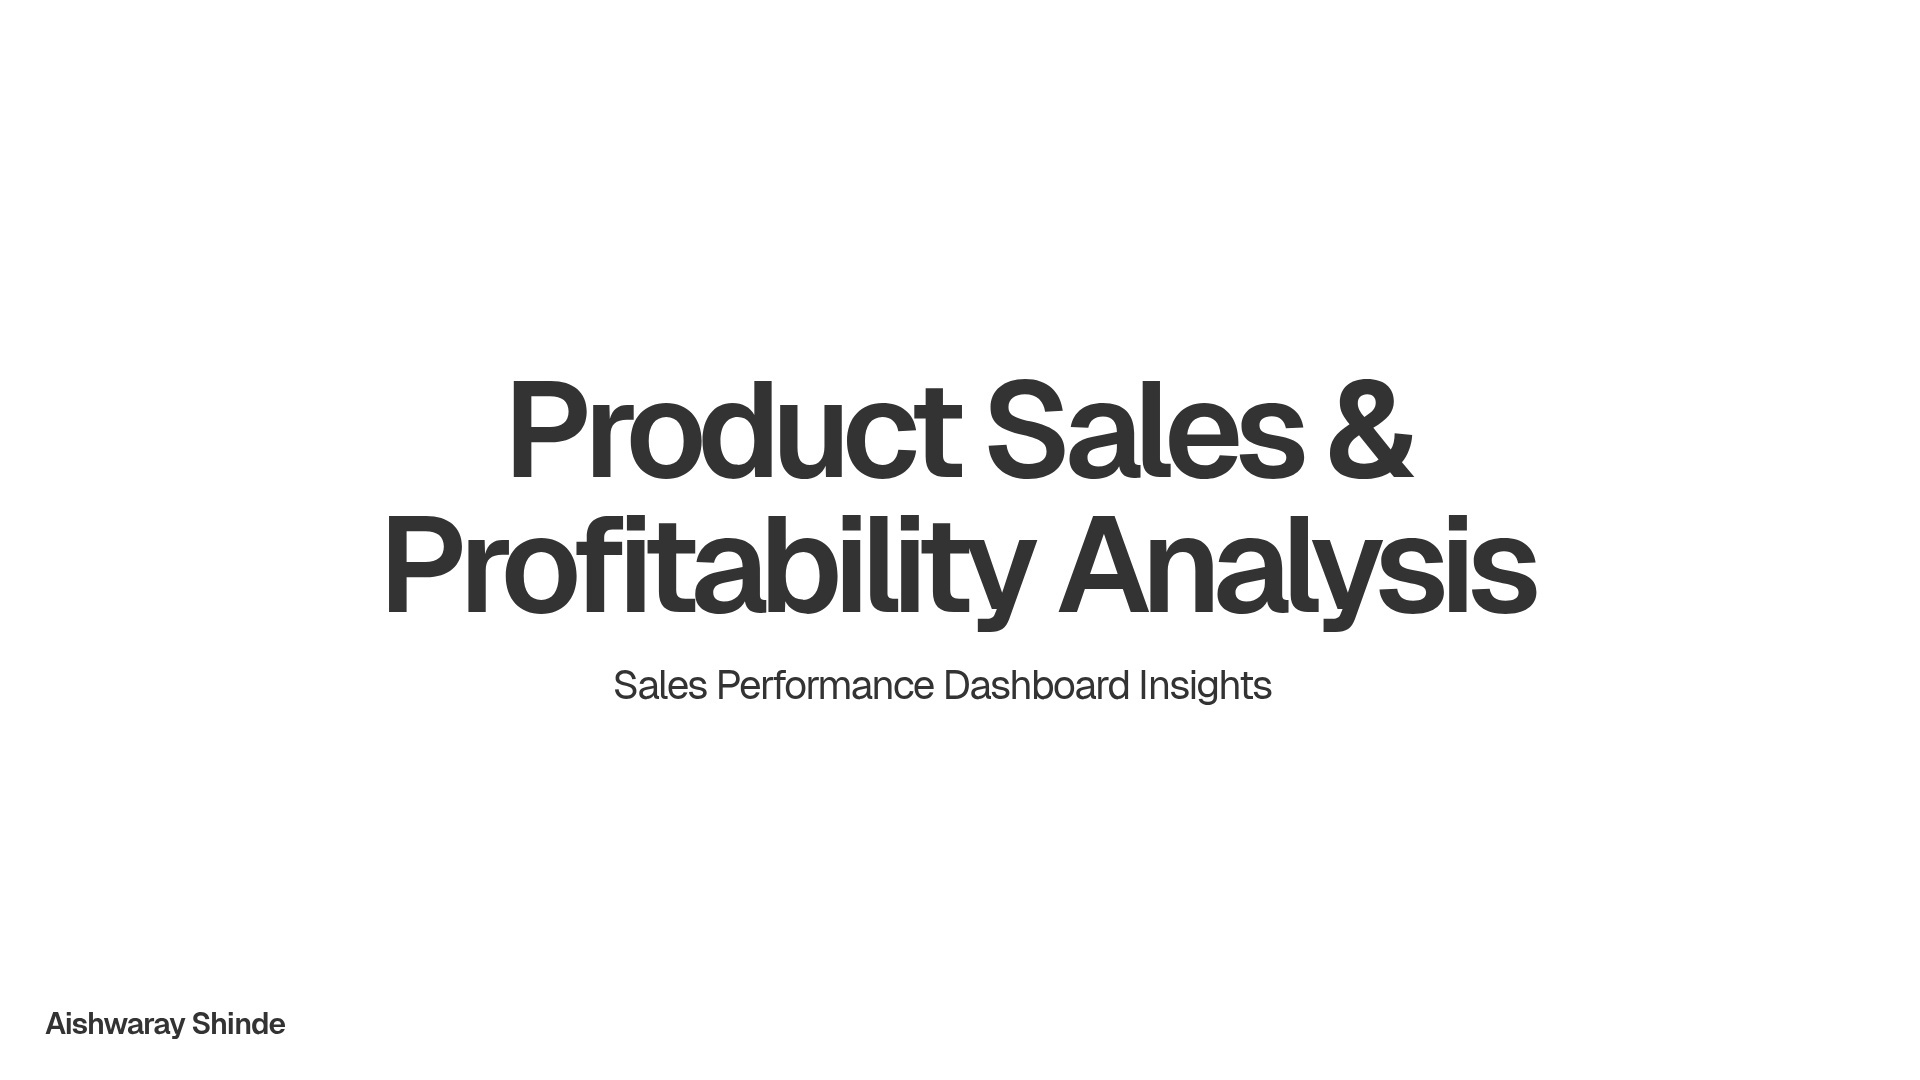 Product Sales &
Profitability Analysis
Sales Performance Dashboard Insights
Aishwaray Shinde